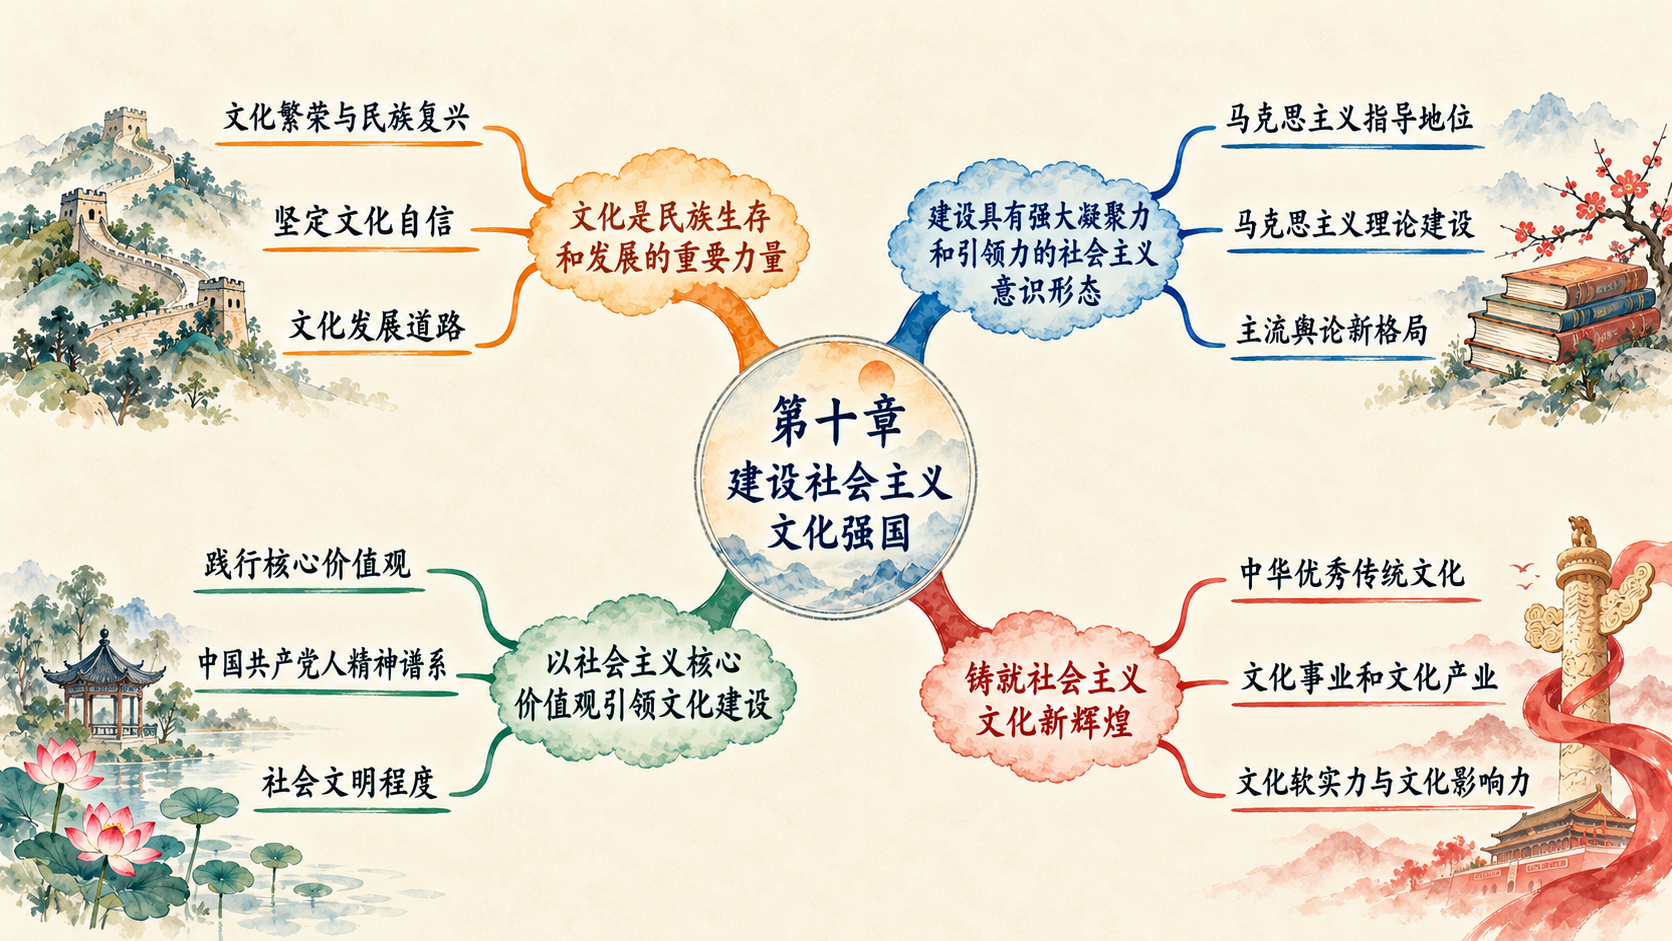 第十章
建设社会主义
文化强国
文化是民族生存
和发展的重要力量
文化繁荣与民族复兴
坚定文化自信
文化发展道路
建设具有强大凝聚力
和引领力的社会主义
意识形态
马克思主义指导地位
马克思主义理论建设
主流舆论新格局
以社会主义核心
价值观引领文化建设
践行核心价值观
中国共产党人精神谱系
社会文明程度
铸就社会主义
文化新辉煌
中华优秀传统文化
文化事业和文化产业
文化软实力与文化影响力